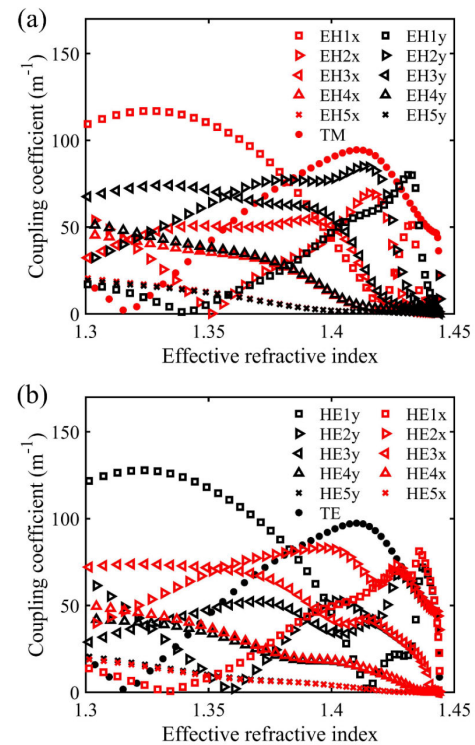 (a)
150
100
50
0
Coupling coefficient (m⁻¹)
EH1x EH1y
EH2x EH2y
EH3x EH3y
EH4x EH4y
EH5x EH5y
TM
1.3 1.35 1.4 1.45
Effective refractive index
(b)
150
100
50
0
Coupling coefficient (m⁻¹)
HE1y HE1x
HE2y HE2x
HE3y HE3x
HE4y HE4x
HE5y HE5x
TE
1.3 1.35 1.4 1.45
Effective refractive index